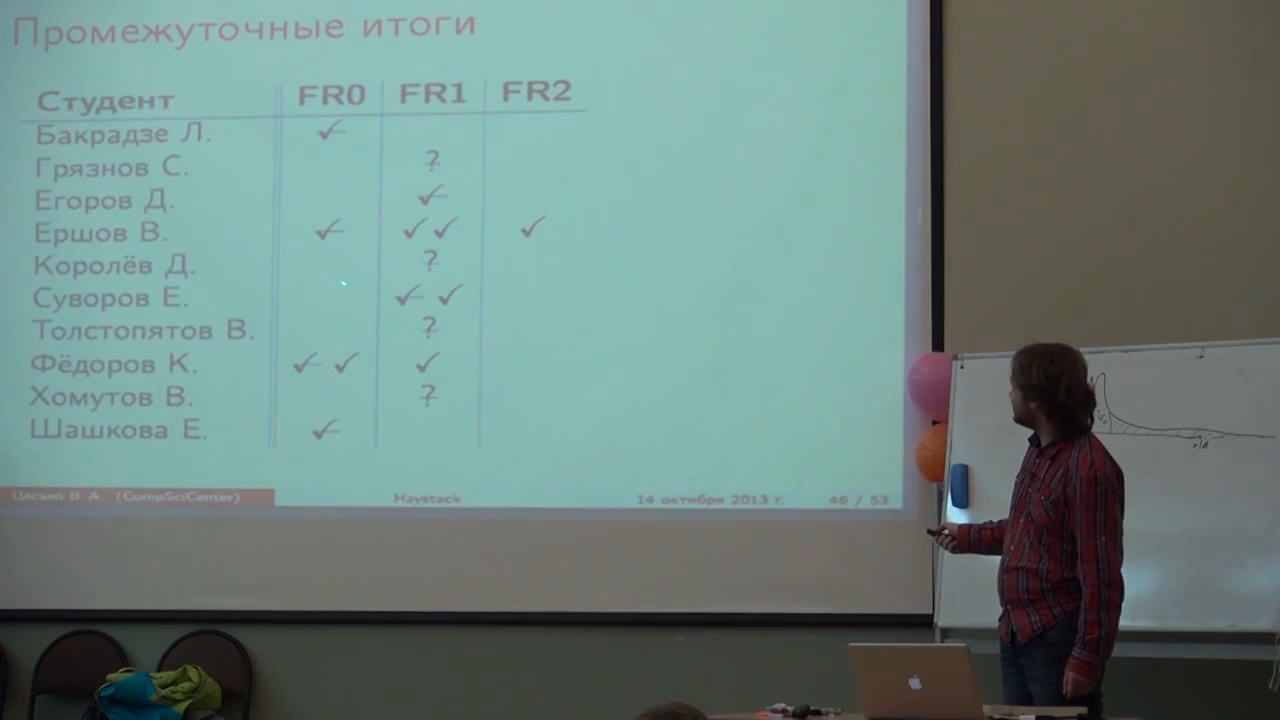 Промежуточные итоги
Студент FR0 FR1 FR2
Бакрадзе Л. ✓
Грязнов С. ?
Егоров Д. ✓
Ершов В. ✓ ✓✓ ✓
Королёв Д. ?
Суворов Е. ✓ ✓
Толстопятов В. ?
Фёдоров К. ✓ ✓ ✓
Хомутов В. ?
Шашкова Е. ✓
Цесько В. А. (CompSciCenter) Haystack 14 октября 2013 г. 46 / 53